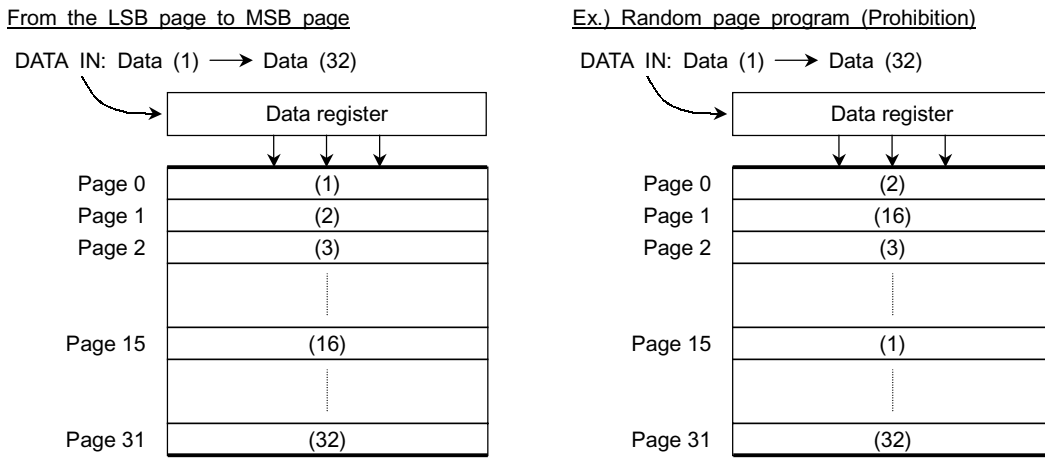 From the LSB page to MSB page
DATA IN: Data (1) → Data (32)
Data register
Page 0 (1)
Page 1 (2)
Page 2 (3)
Page 15 (16)
Page 31 (32)
Ex.) Random page program (Prohibition)
DATA IN: Data (1) → Data (32)
Data register
Page 0 (2)
Page 1 (16)
Page 2 (3)
Page 15 (1)
Page 31 (32)